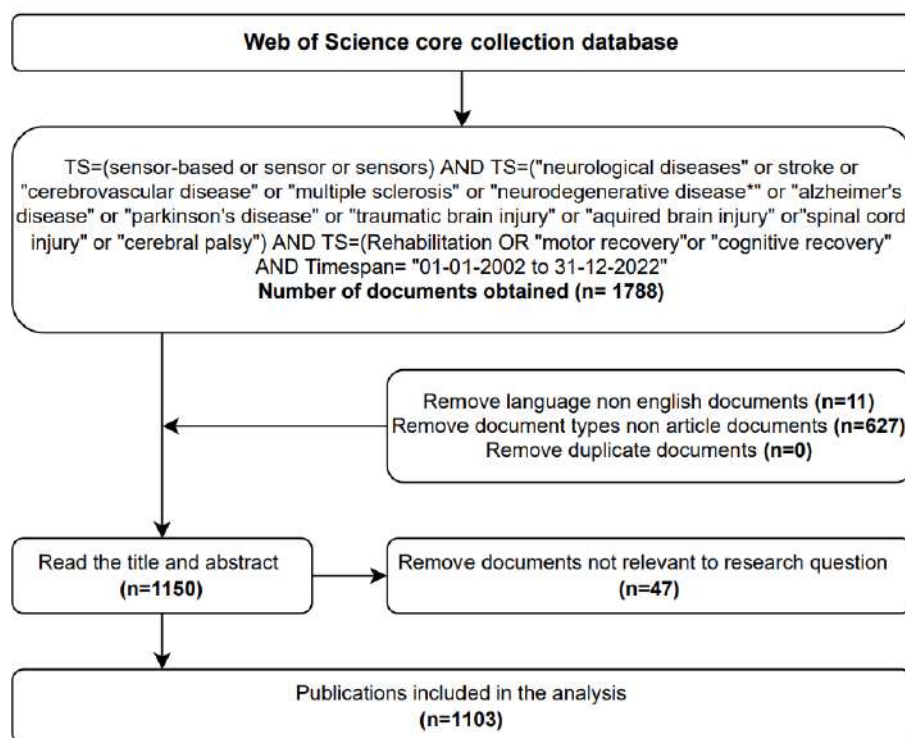 Web of Science core collection database
TS=(sensor-based or sensor or sensors) AND TS=("neurological diseases" or stroke or
"cerebrovascular disease" or "multiple sclerosis" or "neurodegenerative disease*" or "alzheimer's
disease" or "parkinson's disease" or "traumatic brain injury" or "aquired brain injury" or"spinal cord
injury" or "cerebral palsy") AND TS=(Rehabilitation OR "motor recovery"or "cognitive recovery"
AND Timespan= "01-01-2002 to 31-12-2022"
Number of documents obtained (n= 1788)
Remove language non english documents (n=11)
Remove document types non article documents (n=627)
Remove duplicate documents (n=0)
Read the title and abstract
(n=1150)
Remove documents not relevant to research question
(n=47)
Publications included in the analysis
(n=1103)